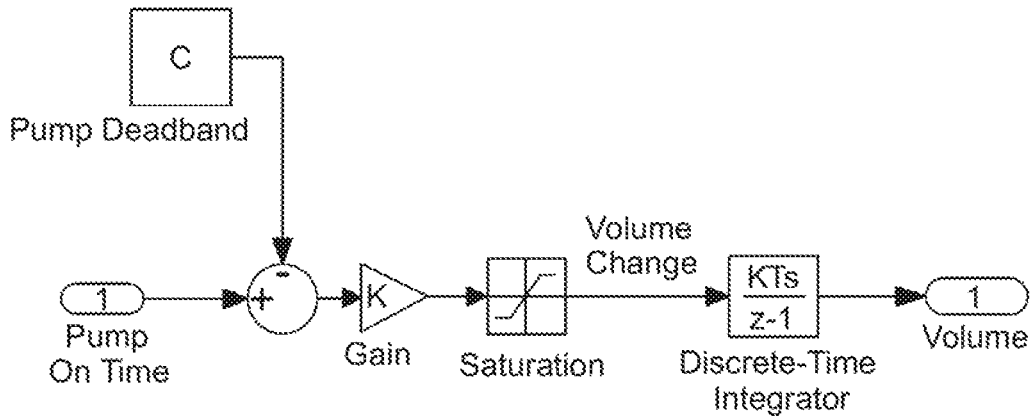 C
Pump Deadband
-
+
1
Pump
On Time
K
Gain
Saturation
Volume
Change
KTs
z-1
Discrete-Time
Integrator
1
Volume